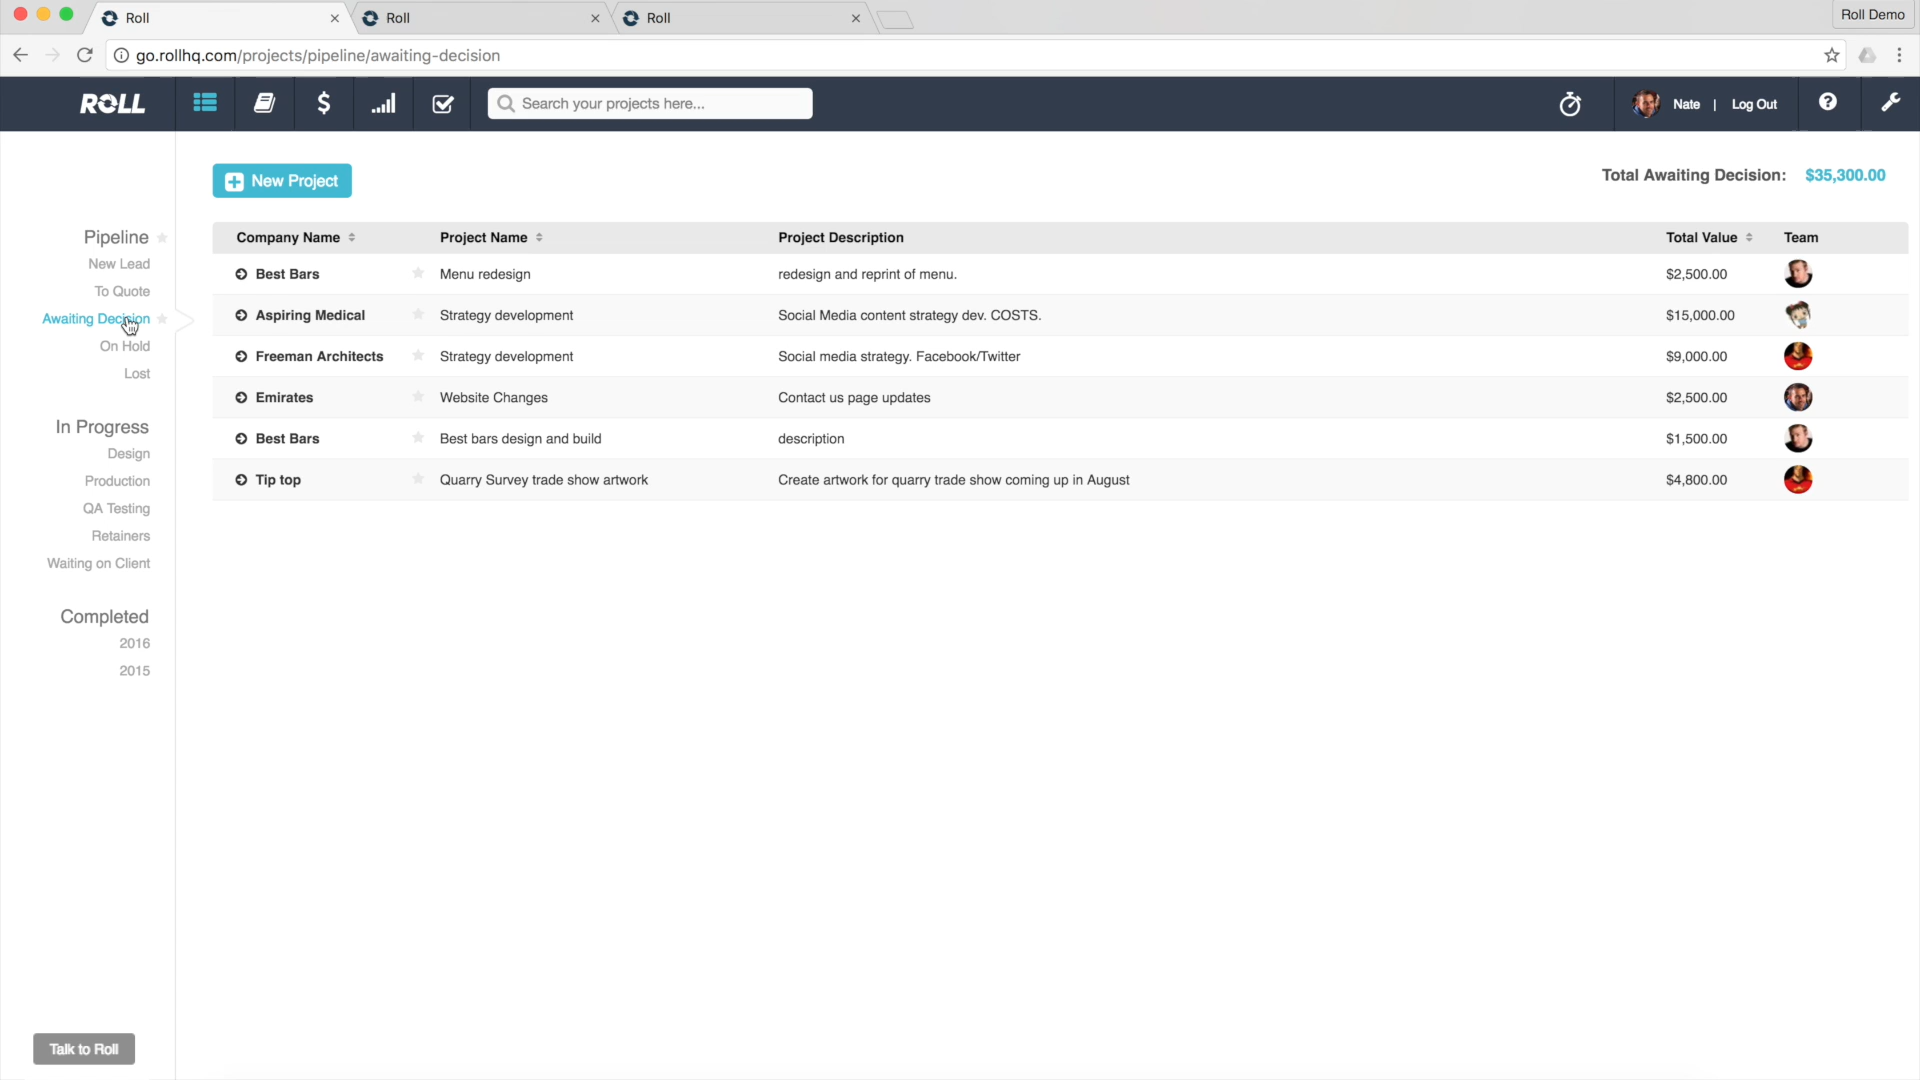 Roll
Roll
Roll
Roll Demo
go.rollhq.com/projects/pipeline/awaiting-decision
ROLL
Search your projects here...
Nate | Log Out
New Project
Total Awaiting Decision: $35,300.00
Pipeline
New Lead
To Quote
Awaiting Decision
On Hold
Lost
In Progress
Design
Production
QA Testing
Retainers
Waiting on Client
Completed
2016
2015
Company Name Project Name Project Description Total Value Team
Best Bars Menu redesign redesign and reprint of menu. $2,500.00
Aspiring Medical Strategy development Social Media content strategy dev. COSTS. $15,000.00
Freeman Architects Strategy development Social media strategy. Facebook/Twitter $9,000.00
Emirates Website Changes Contact us page updates $2,500.00
Best Bars Best bars design and build description $1,500.00
Tip top Quarry Survey trade show artwork Create artwork for quarry trade show coming up in August $4,800.00
Talk to Roll